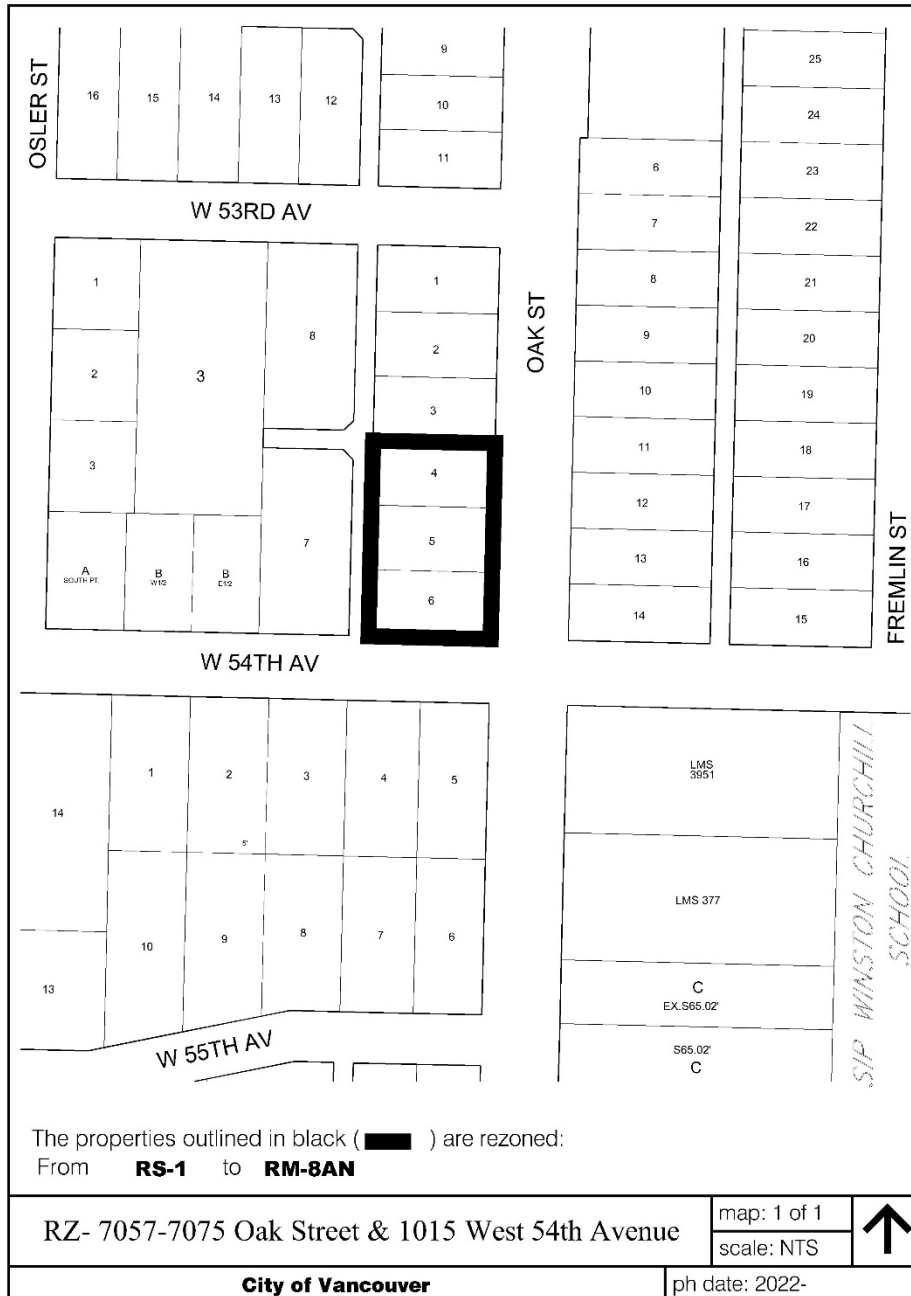 OSLER ST
16
15
14
13
12
9
10
11
25
24
6
23
W 53RD AV
7
22
1
1
8
21
8
OAK ST
9
20
2
3
2
10
19
3
11
18
3
4
12
17
7
5
13
16
A
SOUTH PT.
B
W1/2
B
E1/2
6
14
15
FREMLIN ST
W 54TH AV
14
1
2
3
4
5
LMS
3951
5'
LMS 377
10
9
8
7
6
13
C
EX.S65.02'
W 55TH AV
S65.02'
C
SIP WINSTON CHURCHILL
SCHOOL
The properties outlined in black ( ) are rezoned:
From RS-1 to RM-8AN
RZ- 7057-7075 Oak Street & 1015 West 54th Avenue
map: 1 of 1
scale: NTS
City of Vancouver
ph date: 2022-